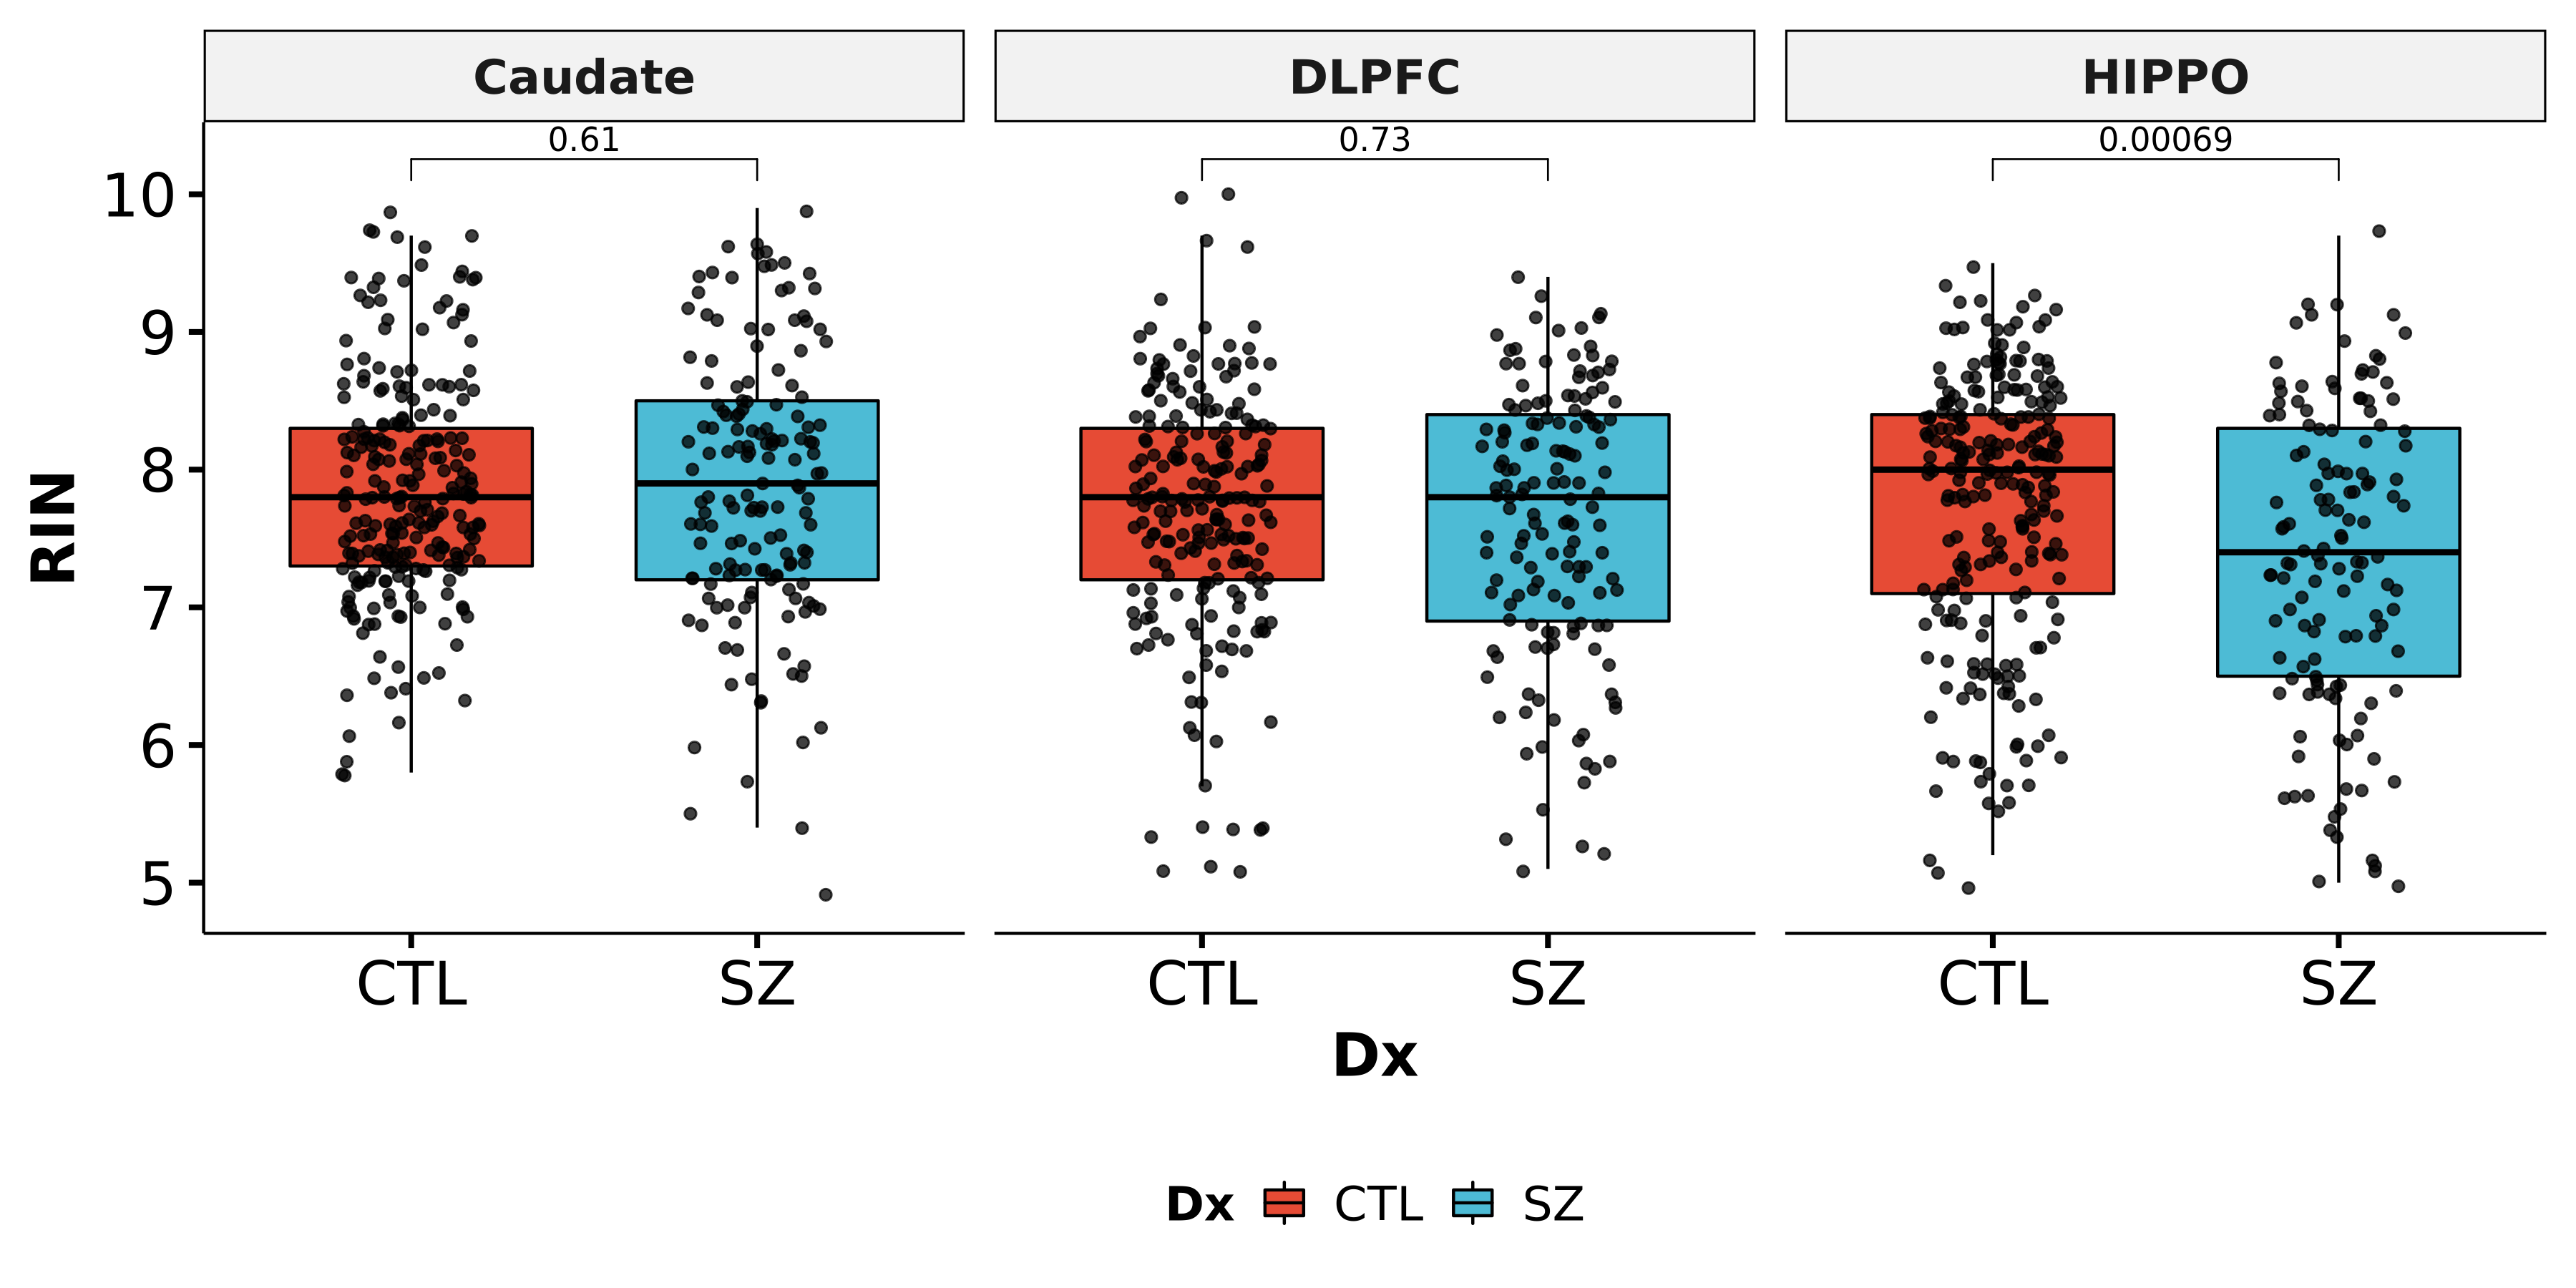 Caudate DLPFC HIPPO
0.61 0.73 0.00069
10
9
8
7
6
5
RIN
CTL SZ CTL SZ CTL SZ
Dx
Dx CTL SZ